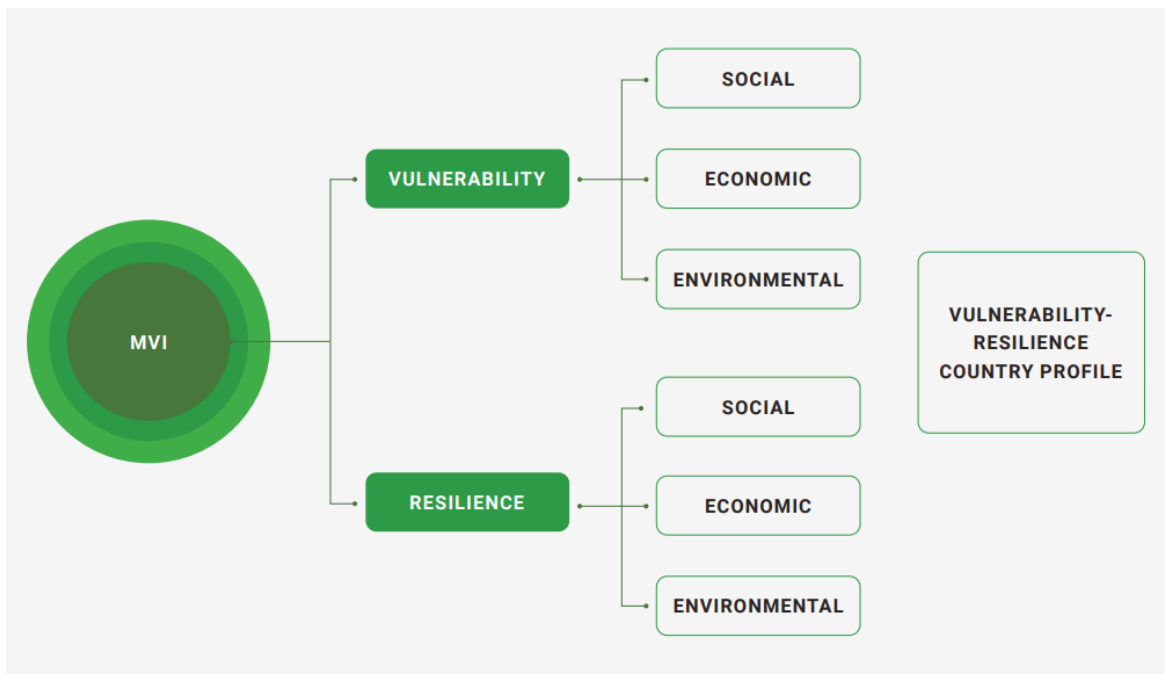 MVI
VULNERABILITY
SOCIAL
ECONOMIC
ENVIRONMENTAL
RESILIENCE
SOCIAL
ECONOMIC
ENVIRONMENTAL
VULNERABILITY-
RESILIENCE
COUNTRY PROFILE